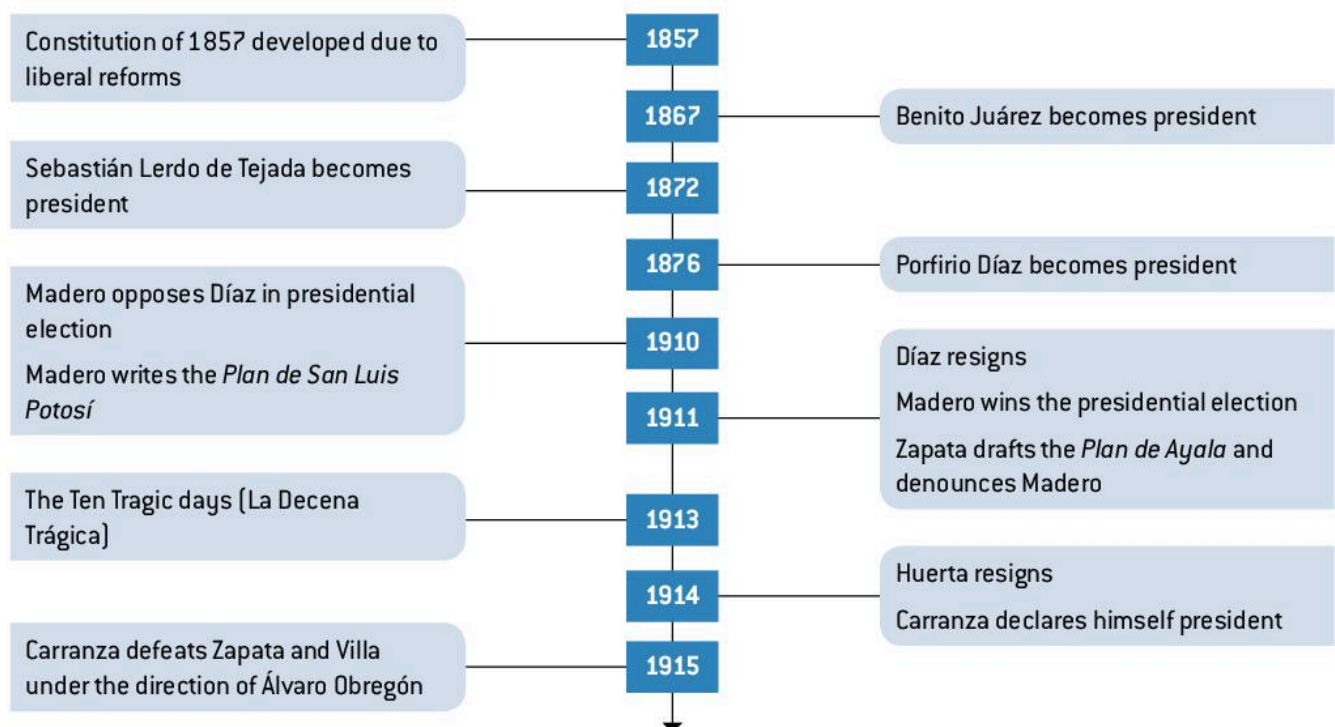 1857
Constitution of 1857 developed due to
liberal reforms
1867
Benito Juárez becomes president
1872
Sebastián Lerdo de Tejada becomes
president
1876
Porfirio Díaz becomes president
1910
Madero opposes Díaz in presidential
election
Madero writes the Plan de San Luis
Potosí
1911
Díaz resigns
Madero wins the presidential election
Zapata drafts the Plan de Ayala and
denounces Madero
1913
The Ten Tragic days (La Decena
Trágica)
1914
Huerta resigns
Carranza declares himself president
1915
Carranza defeats Zapata and Villa
under the direction of Álvaro Obregón